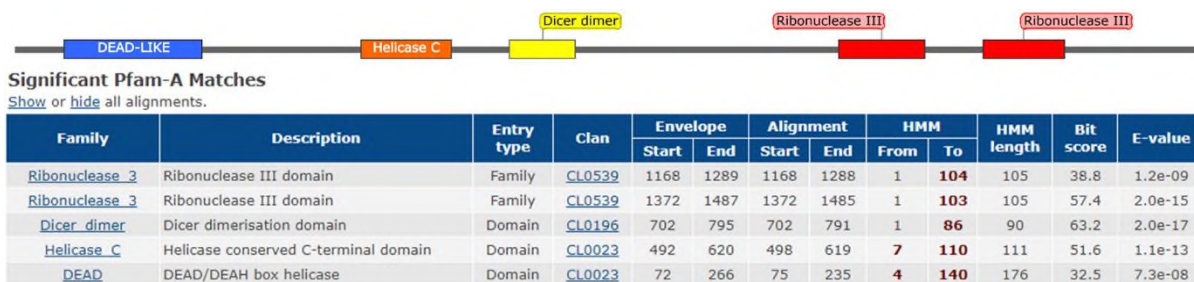 Dicer dimer Ribonuclease III Ribonuclease III
DEAD-LIKE Helicase C
Significant Pfam-A Matches
Show or hide all alignments.
Family Description Entry type Clan Envelope Alignment HMM HMM length Bit score E-value
Start End Start End From To
Ribonuclease_3 Ribonuclease III domain Family CL0539 1168 1289 1168 1288 1 104 105 38.8 1.2e-09
Ribonuclease_3 Ribonuclease III domain Family CL0539 1372 1487 1372 1485 1 103 105 57.4 2.0e-15
Dicer_dimer Dicer dimerisation domain Domain CL0196 702 795 702 791 1 86 90 63.2 2.0e-17
Helicase_C Helicase conserved C-terminal domain Domain CL0023 492 620 498 619 7 110 111 51.6 1.1e-13
DEAD DEAD/DEAH box helicase Domain CL0023 72 266 75 235 4 140 176 32.5 7.3e-08